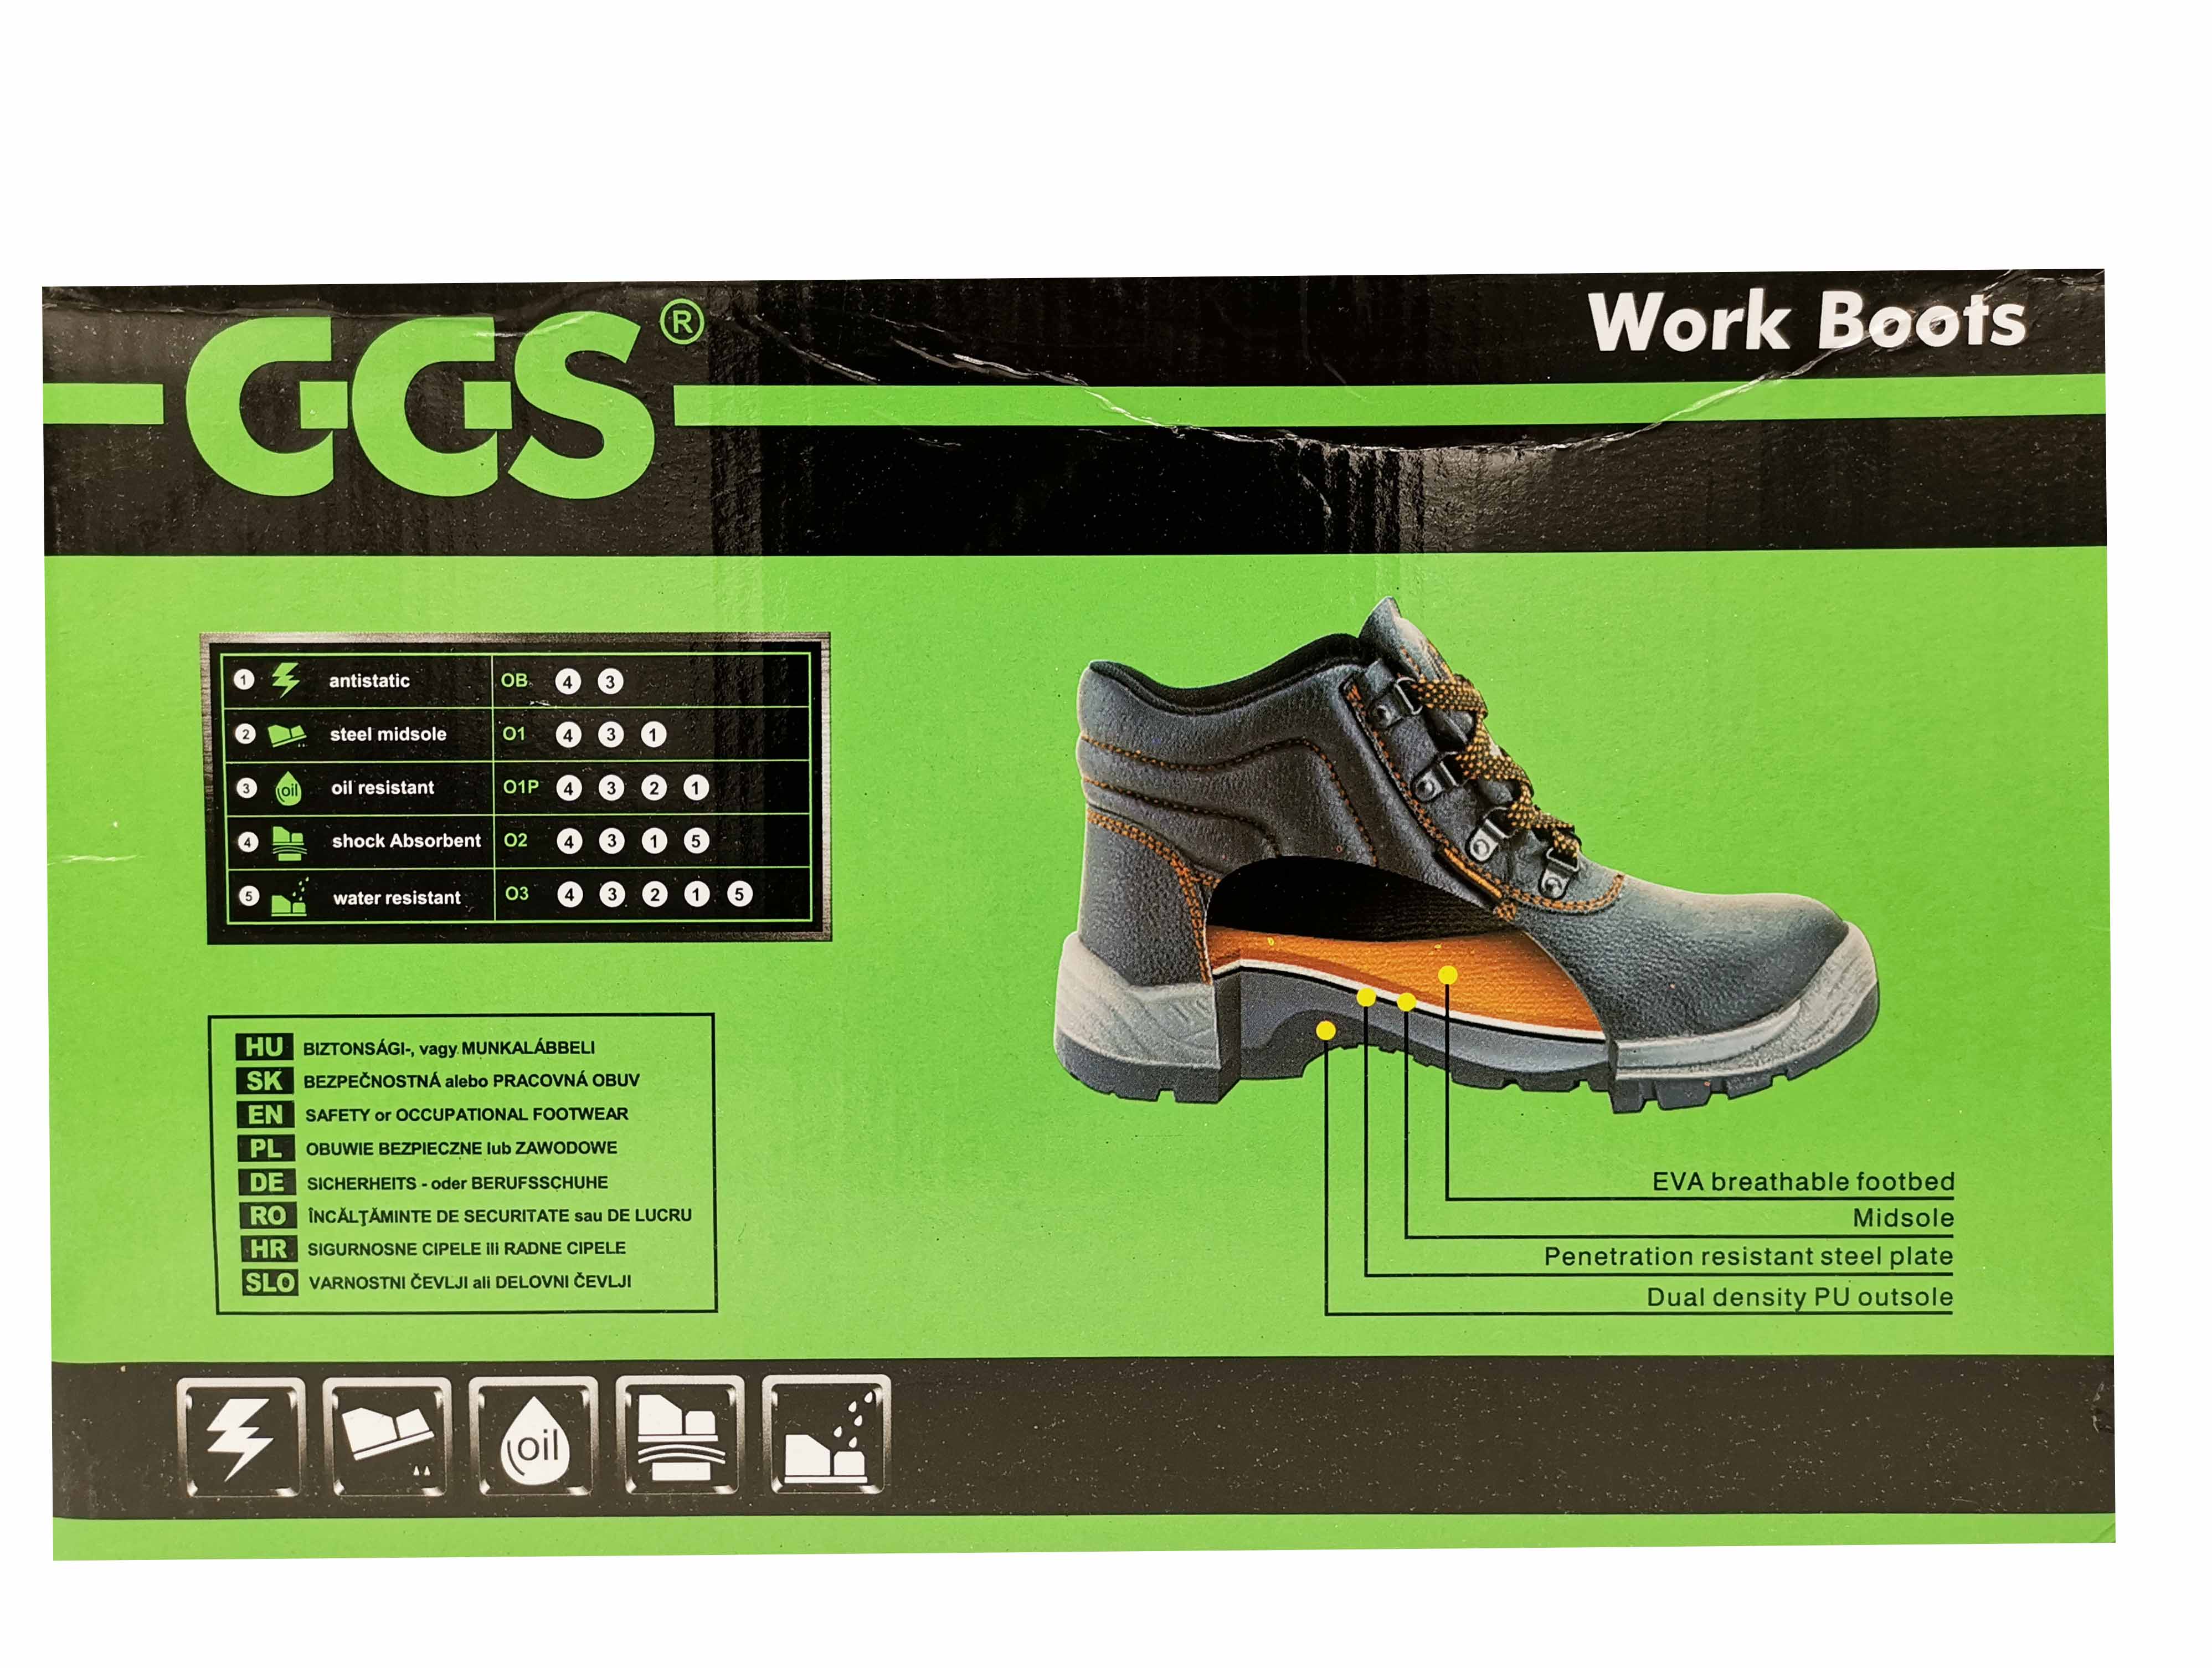 GGS®
Work Boots
1 antistatic OB 4 3
2 steel midsole O1 4 3 1
3 oil oil resistant O1P 4 3 2 1
4 shock Absorbent O2 4 3 1 5
5 water resistant O3 4 3 2 1 5
HU BIZTONSÁGI-, vagy MUNKALÁBBELI
SK BEZPEČNOSTNÁ alebo PRACOVNÁ OBUV
EN SAFETY or OCCUPATIONAL FOOTWEAR
PL OBUWIE BEZPIECZNE lub ZAWODOWE
DE SICHERHEITS - oder BERUFSSCHUHE
RO ÎNCĂLŢĂMINTE DE SECURITATE sau DE LUCRU
HR SIGURNOSNE CIPELE ili RADNE CIPELE
SLO VARNOSTNI ČEVLJI ali DELOVNI ČEVLJI
EVA breathable footbed
Midsole
Penetration resistant steel plate
Dual density PU outsole
oil